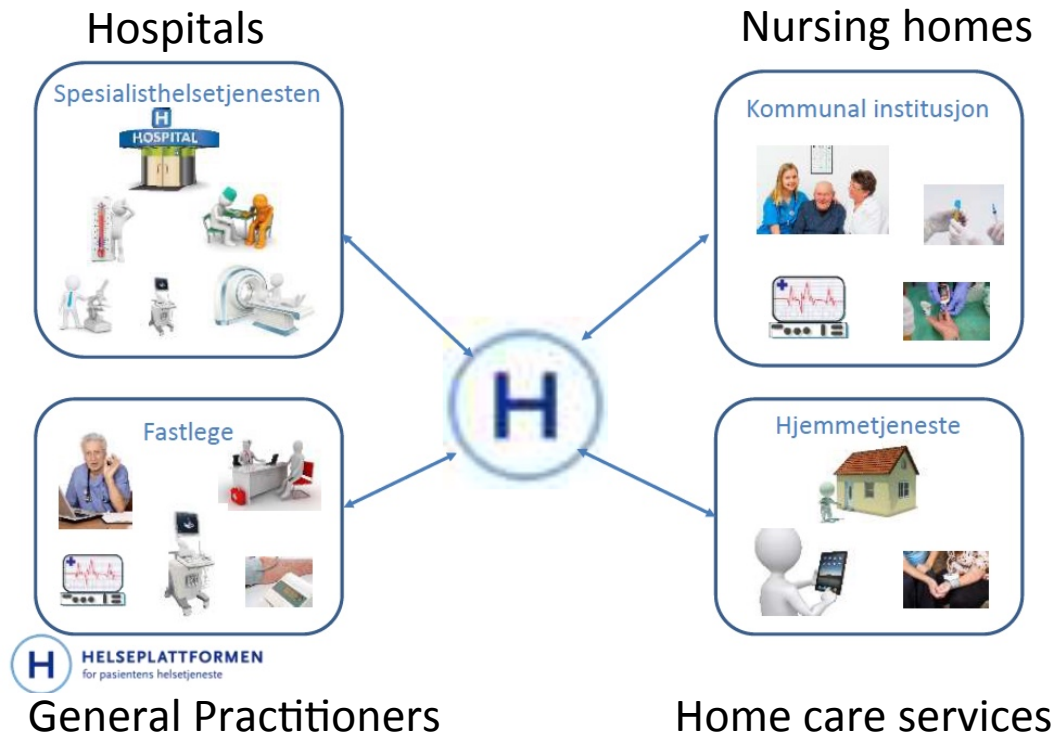 Hospitals
Nursing homes
Spesialisthelsetjenesten
H
HOSPITAL
Kommunal institusjon
H
Fastlege
Hjemmetjeneste
H
HELSEPLATTFORMEN
for pasientens helsetjeneste
General Practitioners
Home care services